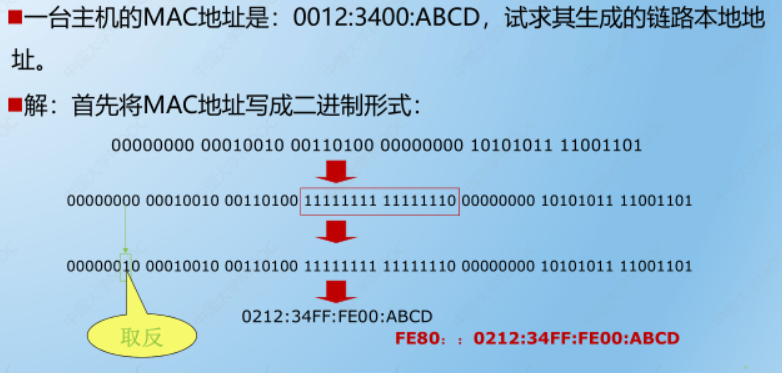 ■一台主机的MAC地址是：0012:3400:ABCD，试求其生成的链路本地地
址。
■解：首先将MAC地址写成二进制形式：
00000000 00010010 00110100 00000000 10101011 11001101
00000000 00010010 00110100 11111111 11111110 00000000 10101011 11001101
00000010 00010010 00110100 11111111 11111110 00000000 10101011 11001101
取反
0212:34FF:FE00:ABCD
FE80：：0212:34FF:FE00:ABCD